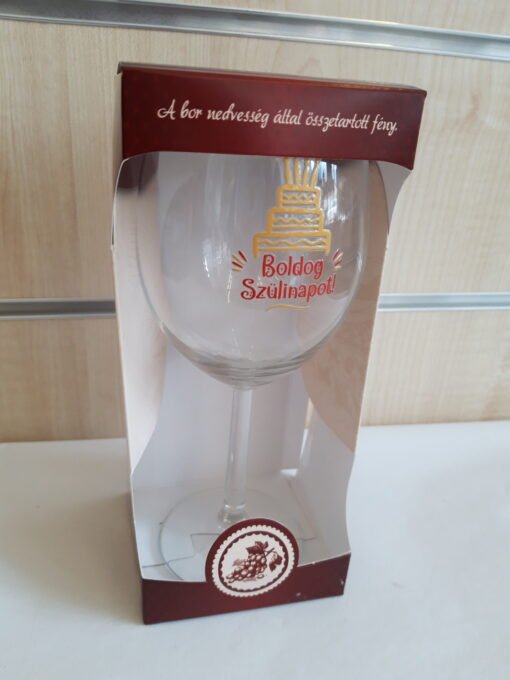 A bor nedvesség által összetartott fény.
Boldog
Szülinapot!